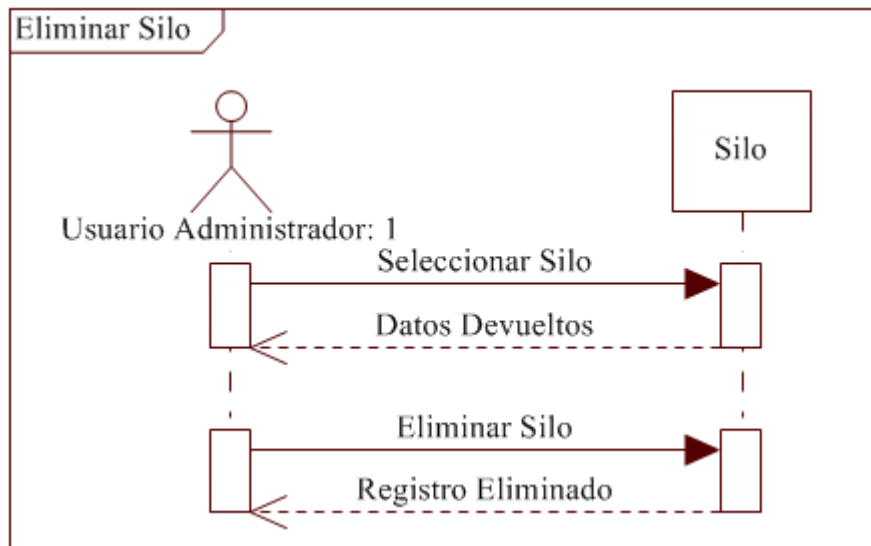 Eliminar Silo
Silo
Usuario Administrador: 1
Seleccionar Silo
Datos Devueltos
Eliminar Silo
Registro Eliminado